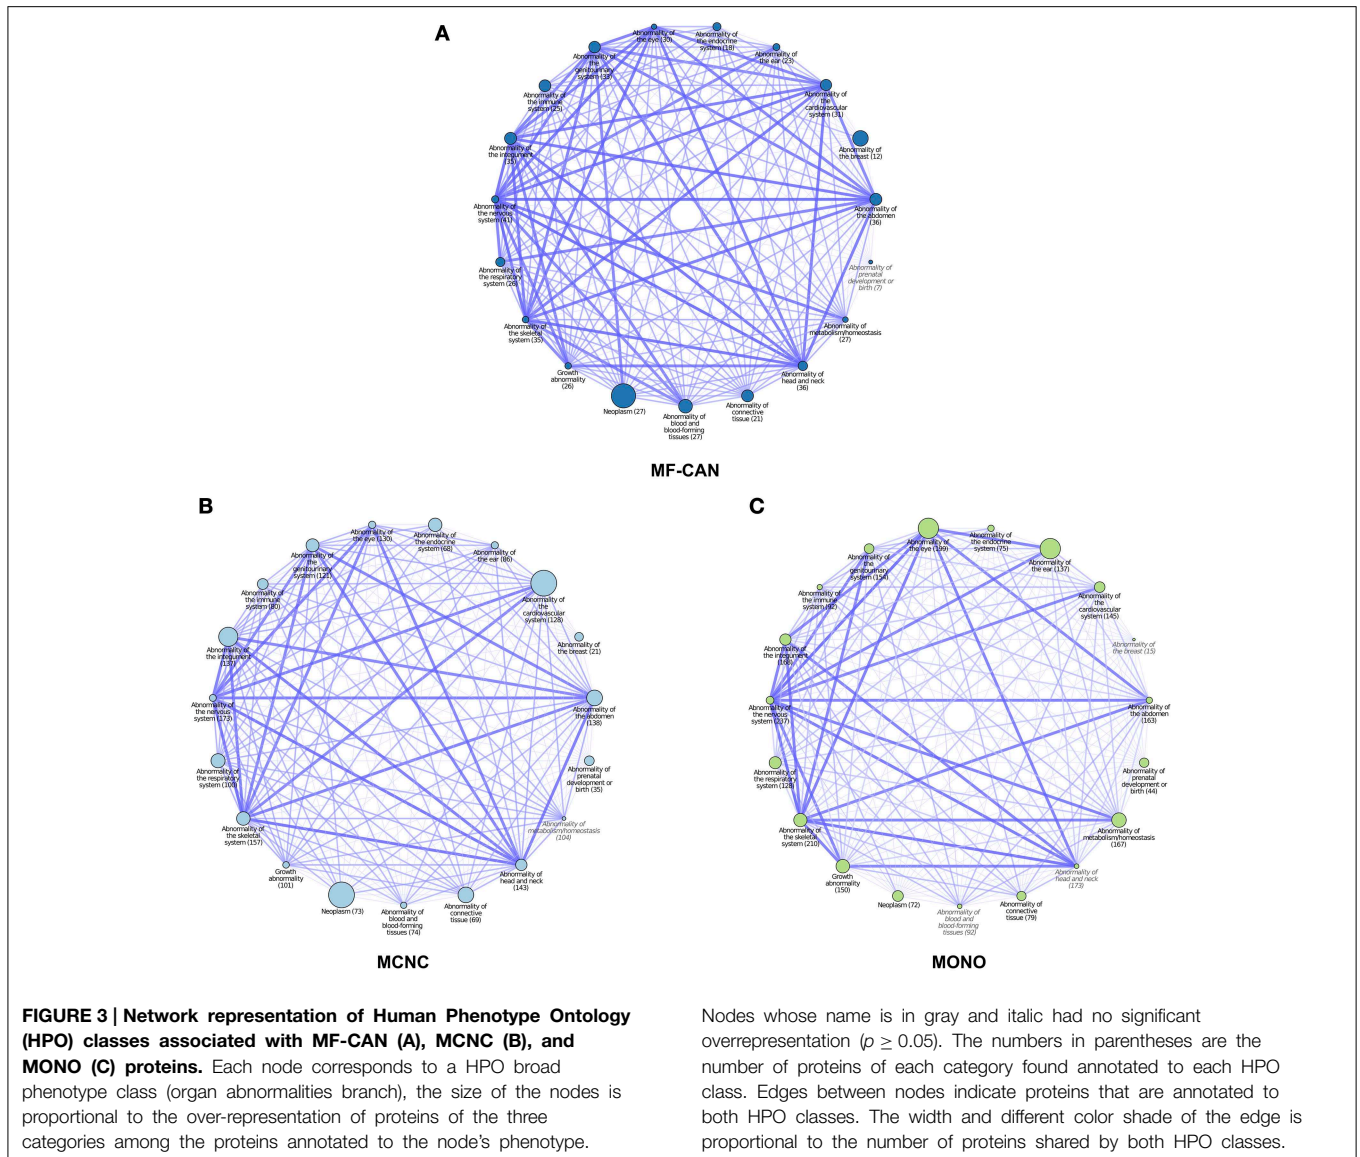 A
Abnormality of
the eye (30)
Abnormality of
the endocrine
system (18)
Abnormality of
the ear (23)
Abnormality of
the
genitourinary
system (33)
Abnormality of
the
cardiovascular
system (31)
Abnormality of
the immune
system (25)
Abnormality of
the breast (12)
Abnormality of
the integument
(35)
Abnormality of
the nervous
system (41)
Abnormality of
the abdomen
(36)
Abnormality of
the respiratory
system (26)
Abnormality of
prenatal
development or
birth (7)
Abnormality of
the skeletal
system (35)
Abnormality of
metabolism/homeostasis
(27)
Growth
abnormality
(26)
Abnormality of
head and neck
(36)
Neoplasm (27)
Abnormality of
blood and
blood-forming
tissues (27)
Abnormality of
connective
tissue (21)
MF-CAN
B
Abnormality of
the eye (130)
Abnormality of
the endocrine
system (68)
Abnormality of
the ear (86)
Abnormality of
the
genitourinary
system (121)
Abnormality of
the
cardiovascular
system (128)
Abnormality of
the immune
system (80)
Abnormality of
the breast (21)
Abnormality of
the integument
(137)
Abnormality of
the nervous
system (173)
Abnormality of
the abdomen
(138)
Abnormality of
the respiratory
system (100)
Abnormality of
prenatal
development or
birth (35)
Abnormality of
the skeletal
system (157)
Abnormality of
metabolism/homeostasis
(104)
Growth
abnormality
(101)
Abnormality of
head and neck
(143)
Neoplasm (73)
Abnormality of
blood and
blood-forming
tissues (74)
Abnormality of
connective
tissue (69)
MCNC
C
Abnormality of
the eye (199)
Abnormality of
the endocrine
system (75)
Abnormality of
the ear (137)
Abnormality of
the
genitourinary
system (154)
Abnormality of
the
cardiovascular
system (145)
Abnormality of
the immune
system (92)
Abnormality of
the breast (15)
Abnormality of
the integument
(168)
Abnormality of
the nervous
system (237)
Abnormality of
the abdomen
(163)
Abnormality of
the respiratory
system (128)
Abnormality of
prenatal
development or
birth (44)
Abnormality of
the skeletal
system (210)
Abnormality of
metabolism/homeostasis
(167)
Growth
abnormality
(150)
Abnormality of
head and neck
(173)
Neoplasm (72)
Abnormality of
blood and
blood-forming
tissues (92)
Abnormality of
connective
tissue (79)
MONO
FIGURE 3 | Network representation of Human Phenotype Ontology
(HPO) classes associated with MF-CAN (A), MCNC (B), and
MONO (C) proteins. Each node corresponds to a HPO broad
phenotype class (organ abnormalities branch), the size of the nodes is
proportional to the over-representation of proteins of the three
categories among the proteins annotated to the node's phenotype.
Nodes whose name is in gray and italic had no significant
overrepresentation (p ≥ 0.05). The numbers in parentheses are the
number of proteins of each category found annotated to each HPO
class. Edges between nodes indicate proteins that are annotated to
both HPO classes. The width and different color shade of the edge is
proportional to the number of proteins shared by both HPO classes.